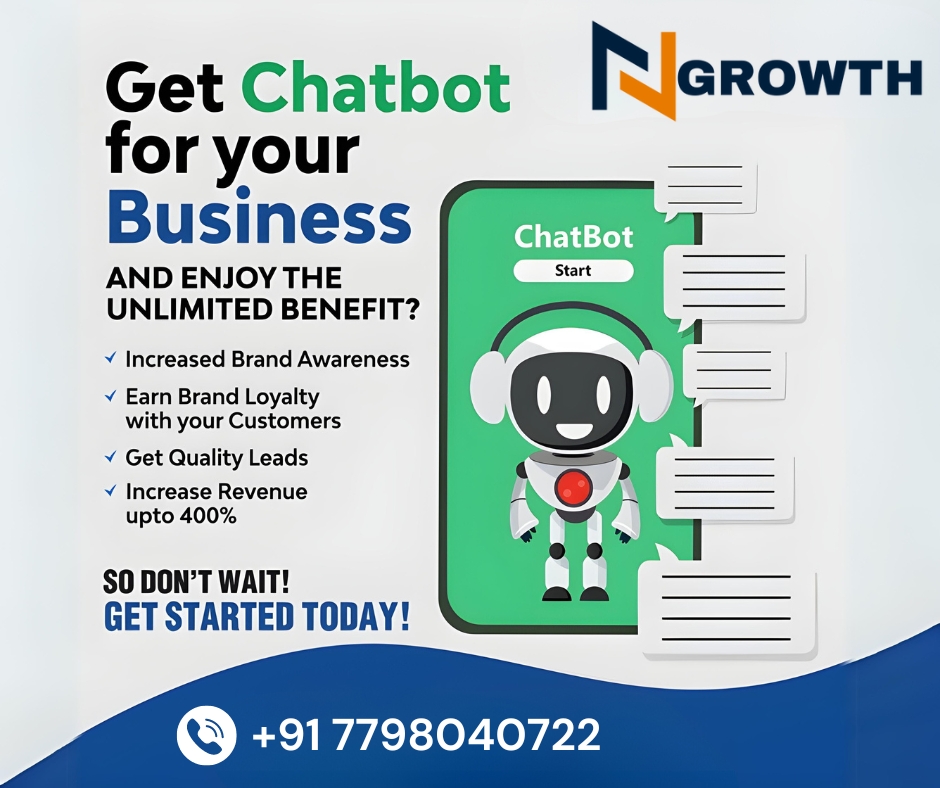 N GROWTH
Get Chatbot
for your
Business
AND ENJOY THE
UNLIMITED BENEFIT?
Increased Brand Awareness
Earn Brand Loyalty
with your Customers
Get Quality Leads
Increase Revenue
upto 400%
SO DON'T WAIT!
GET STARTED TODAY!
ChatBot
Start
+91 7798040722